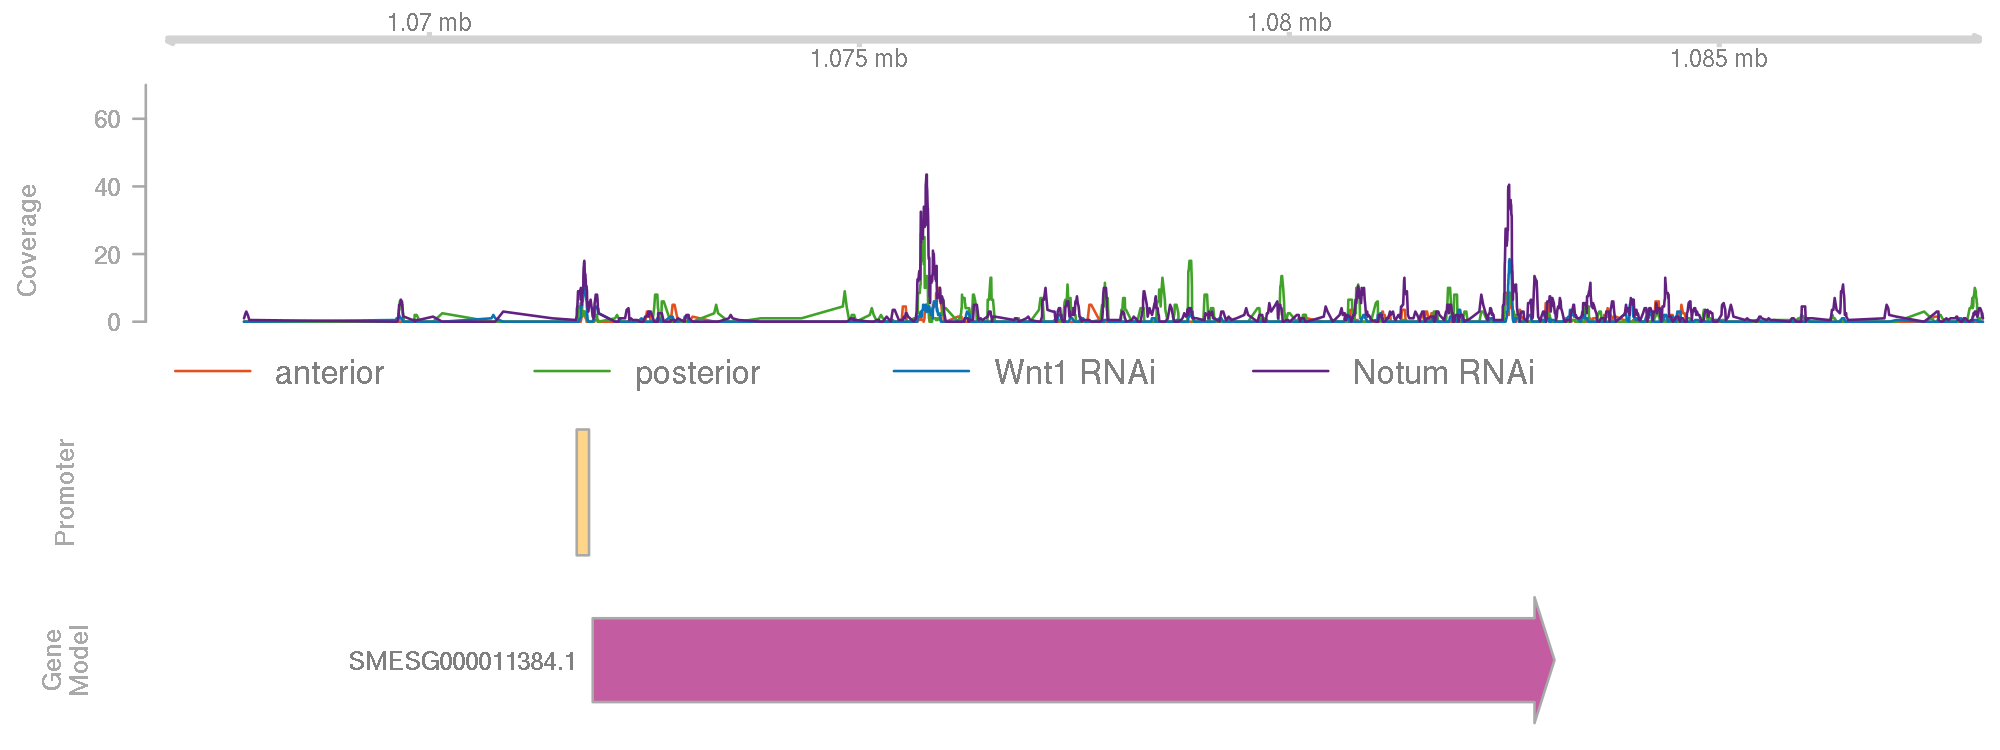 1.07 mb
1.08 mb
1.075 mb
1.085 mb
Coverage
60
40
20
0
anterior
posterior
Wnt1 RNAi
Notum RNAi
Promoter
Gene
Model
SMESG000011384.1